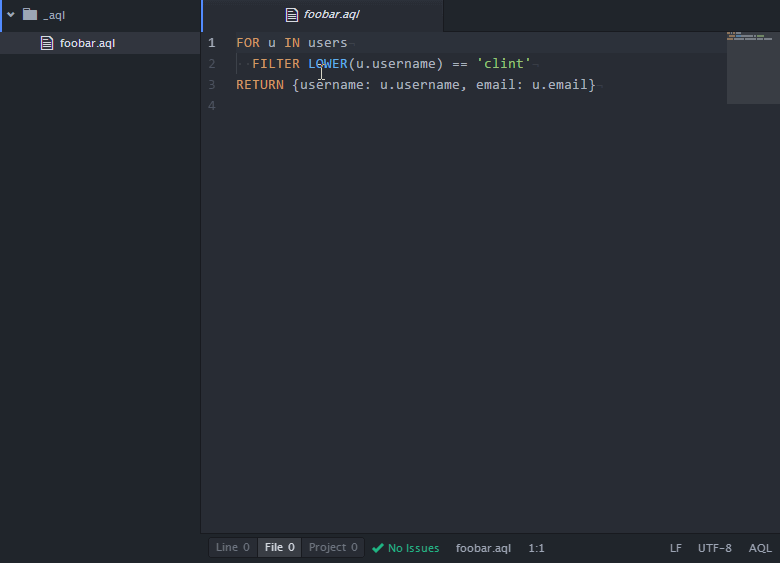 _aql
foobar.aql
foobar.aql
1 FOR u IN users
2 FILTER LOWER(u.username) == 'clint'
3 RETURN {username: u.username, email: u.email}
4
Line 0 File 0 Project 0 No Issues foobar.aql 1:1 LF UTF-8 AQL